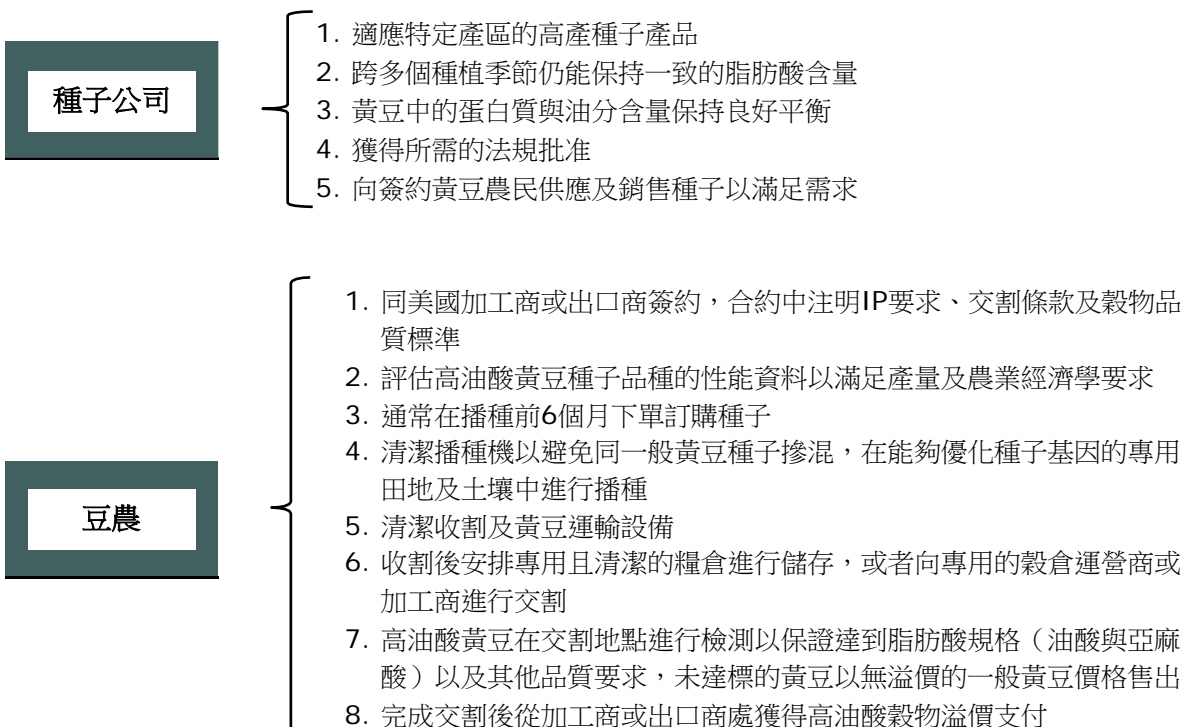 種子公司
1. 適應特定產區的高產種子產品
2. 跨多個種植季節仍能保持一致的脂肪酸含量
3. 黃豆中的蛋白質與油分含量保持良好平衡
4. 獲得所需的法規批准
5. 向簽約黃豆農民供應及銷售種子以滿足需求
豆農
1. 同美國加工商或出口商簽約，合約中注明IP要求、交割條款及穀物品
質標準
2. 評估高油酸黃豆種子品種的性能資料以滿足產量及農業經濟學要求
3. 通常在播種前6個月下單訂購種子
4. 清潔播種機以避免同一般黃豆種子摻混，在能夠優化種子基因的專用
田地及土壤中進行播種
5. 清潔收割及黃豆運輸設備
6. 收割後安排專用且清潔的糧倉進行儲存，或者向專用的穀倉運營商或
加工商進行交割
7. 高油酸黃豆在交割地點進行檢測以保證達到脂肪酸規格（油酸與亞麻
酸）以及其他品質要求，未達標的黃豆以無溢價的一般黃豆價格售出
8. 完成交割後從加工商或出口商處獲得高油酸穀物溢價支付